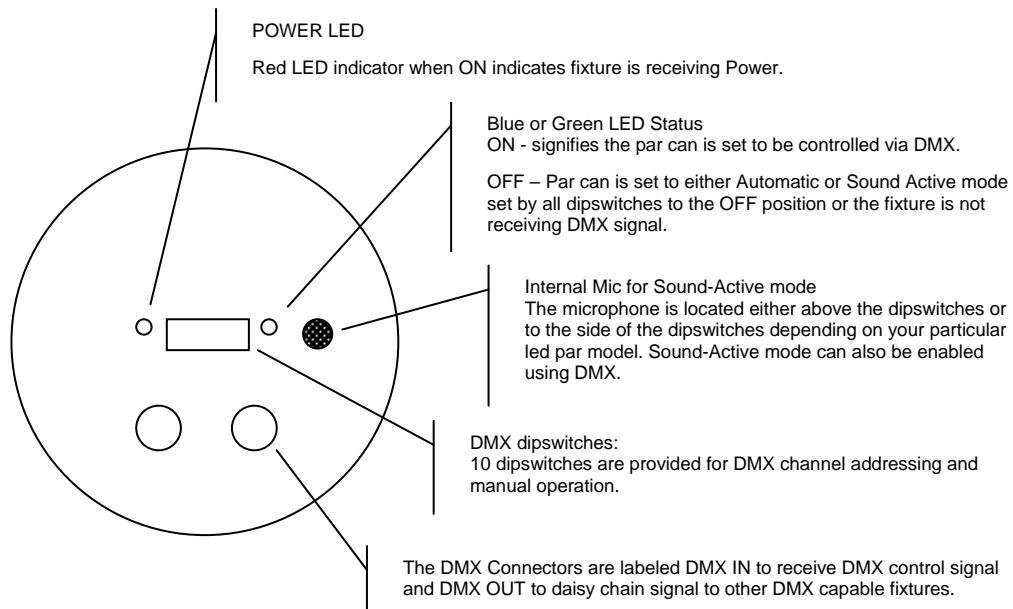 POWER LED
Red LED indicator when ON indicates fixture is receiving Power.
Blue or Green LED Status
ON - signifies the par can is set to be controlled via DMX.
OFF – Par can is set to either Automatic or Sound Active mode
set by all dipswitches to the OFF position or the fixture is not
receiving DMX signal.
Internal Mic for Sound-Active mode
The microphone is located either above the dipswitches or
to the side of the dipswitches depending on your particular
led par model. Sound-Active mode can also be enabled
using DMX.
DMX dipswitches:
10 dipswitches are provided for DMX channel addressing and
manual operation.
The DMX Connectors are labeled DMX IN to receive DMX control signal
and DMX OUT to daisy chain signal to other DMX capable fixtures.